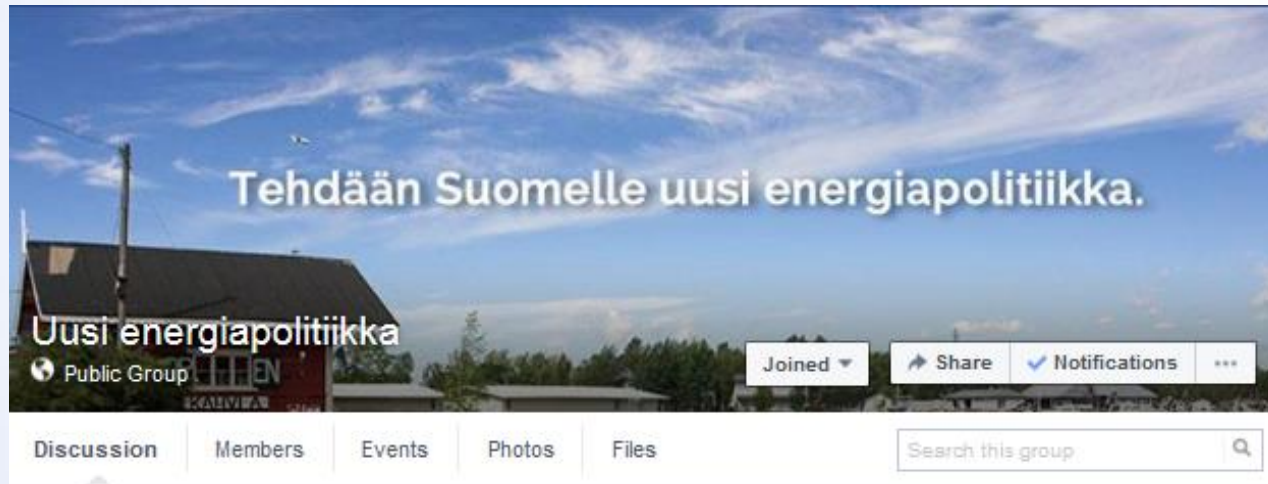 Tehdään Suomelle uusi energiapolitiikka.
Uusi energiapolitiikka
Public Group
KAHVLA
Joined
Share
Notifications
...
Discussion
Members
Events
Photos
Files
Search this group